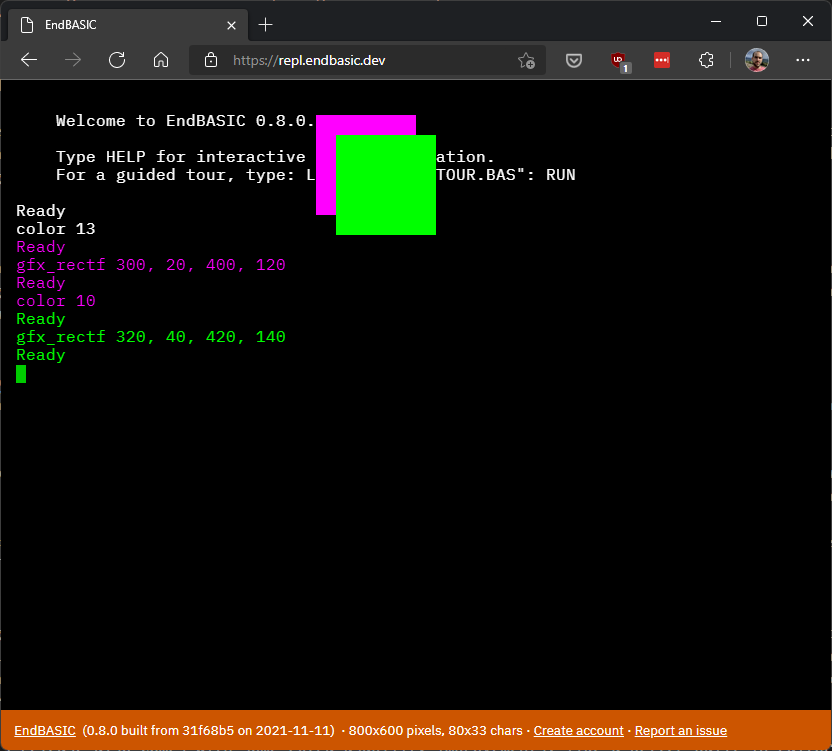 EndBASIC
https://repl.endbasic.dev
UD
1
Welcome to EndBASIC 0.8.0.
Type HELP for interactive ation.
For a guided tour, type: L TOUR.BAS": RUN
Ready
color 13
Ready
gfx_rectf 300, 20, 400, 120
Ready
color 10
Ready
gfx_rectf 320, 40, 420, 140
Ready
EndBASIC (0.8.0 built from 31f68b5 on 2021-11-11) · 800x600 pixels, 80x33 chars · Create account · Report an issue